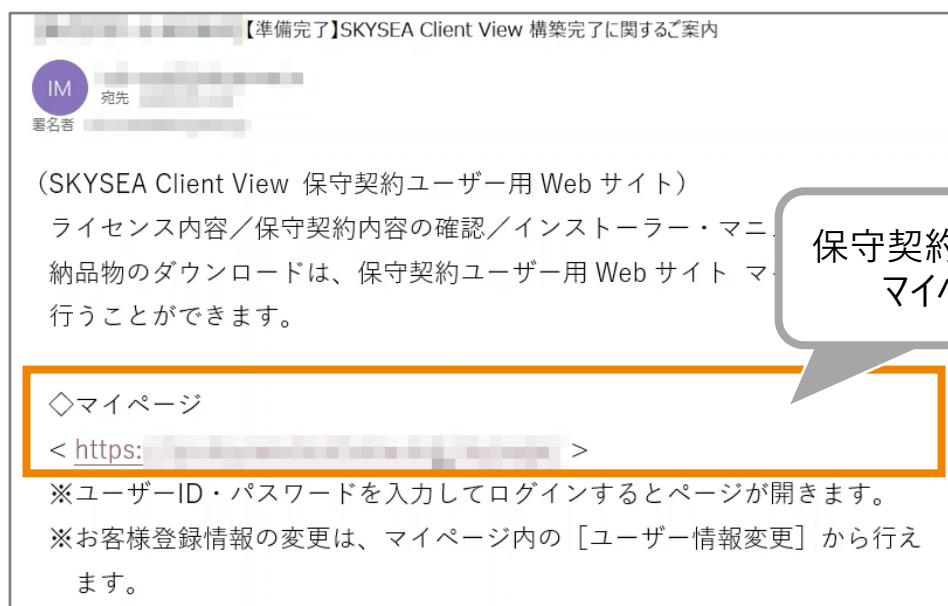 【準備完了】SKYSEA Client View 構築完了に関するご案内
IM
宛先
署名者
（SKYSEA Client View 保守契約ユーザー用 Web サイト）
ライセンス内容／保守契約内容の確認／インストーラー・マニ
納品物のダウンロードは、保守契約ユーザー用 Web サイト マ
行うことができます。
保守契約
マイ
◇マイページ
< https: >
※ユーザーID・パスワードを入力してログインするとページが開きます。
※お客様登録情報の変更は、マイページ内の［ユーザー情報変更］から行え
ます。